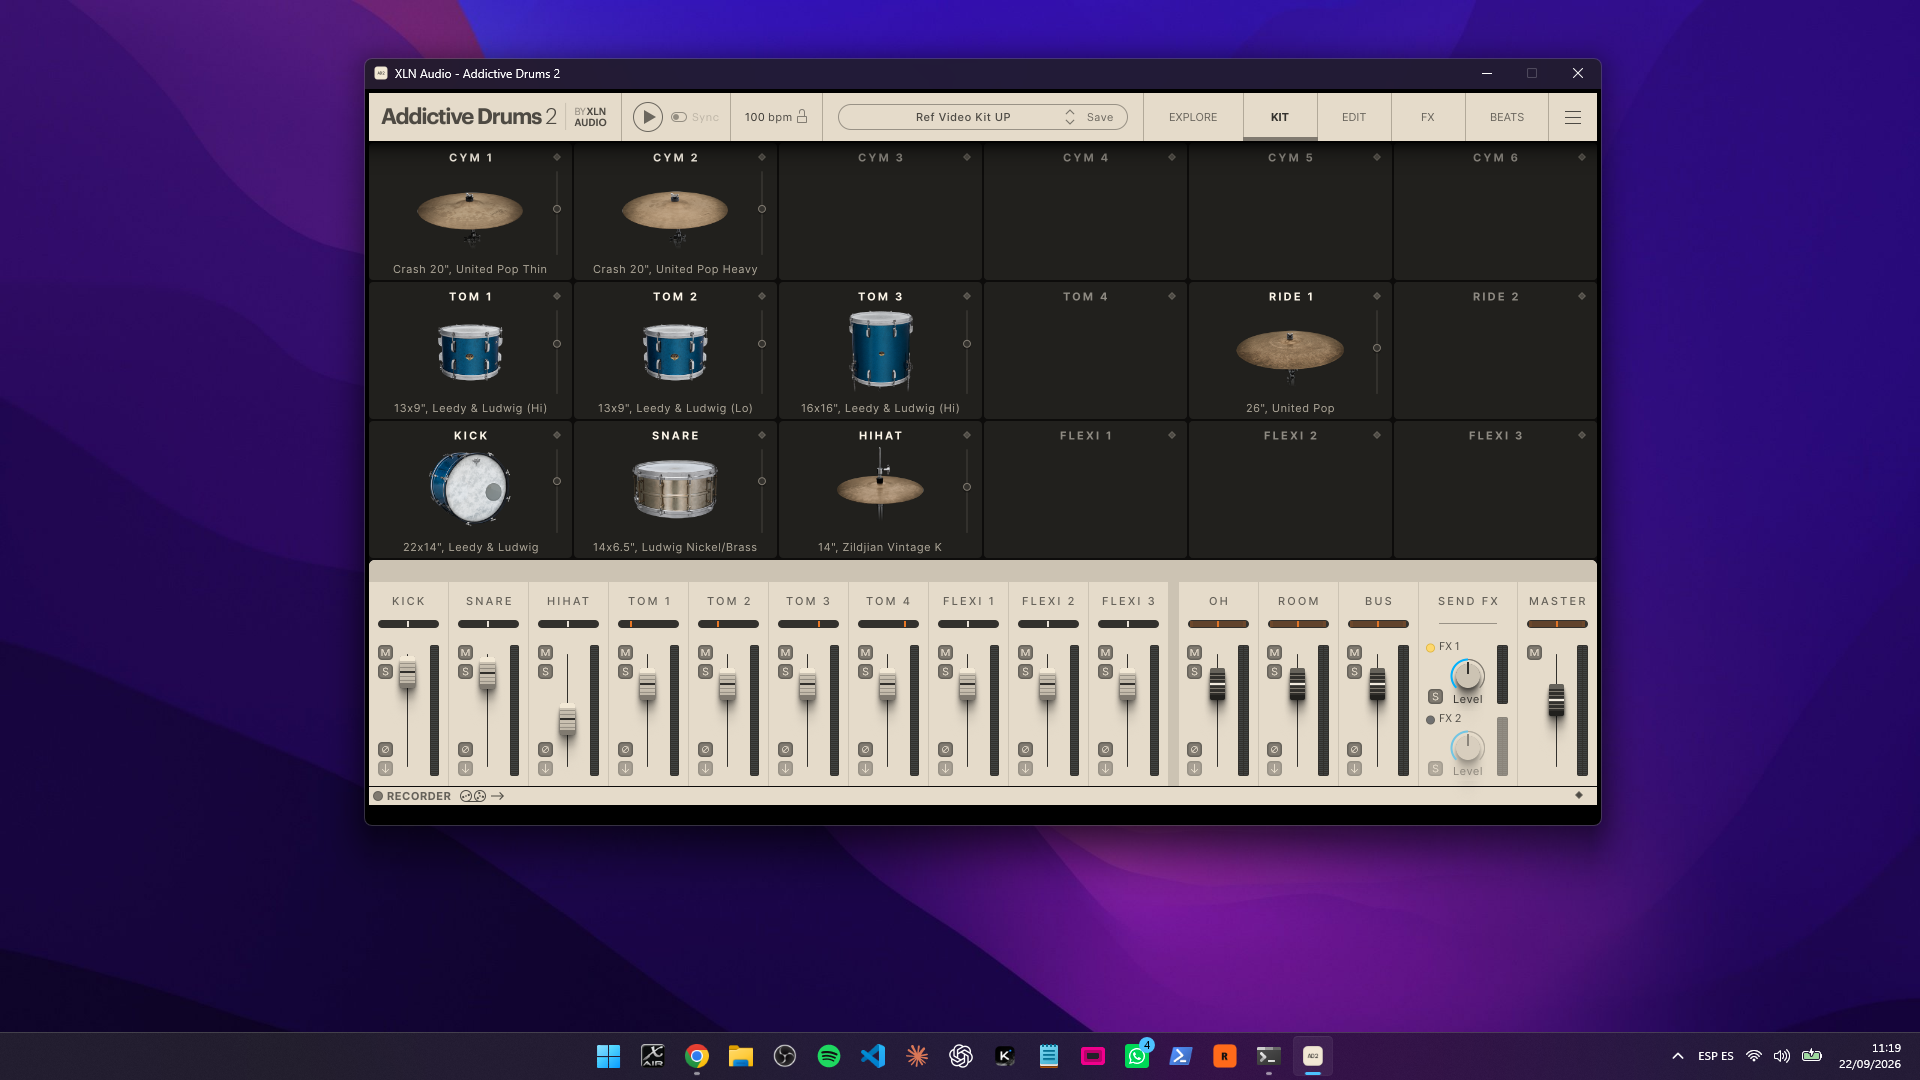 XLN Audio - Addictive Drums 2
Addictive Drums 2 BY XLN AUDIO
Sync
100 bpm
Ref Video Kit UP
Save
EXPLORE KIT EDIT FX BEATS
CYM 1 CYM 2 CYM 3 CYM 4 CYM 5 CYM 6
Crash 20", United Pop Thin
Crash 20", United Pop Heavy
TOM 1 TOM 2 TOM 3 TOM 4 RIDE 1 RIDE 2
13x9", Leedy & Ludwig (Hi)
13x9", Leedy & Ludwig (Lo)
16x16", Leedy & Ludwig (Hi)
26", United Pop
KICK SNARE HIHAT FLEXI 1 FLEXI 2 FLEXI 3
22x14", Leedy & Ludwig
14x6.5", Ludwig Nickel/Brass
14", Zildjian Vintage K
KICK SNARE HIHAT TOM 1 TOM 2 TOM 3 TOM 4 FLEXI 1 FLEXI 2 FLEXI 3 OH ROOM BUS SEND FX MASTER
M M M M M M M M M M M M M FX 1 M
S S S S S S S S S S S S S
S Level
FX 2
S Level
RECORDER
X AIR
K
4
R
AD2
ESP ES
11:19
22/09/2026